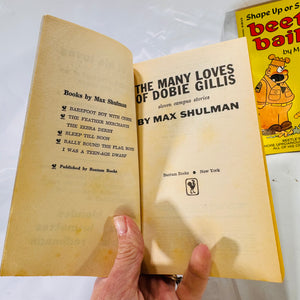 Books by Max Shulman
BAREFOOT BOY WITH CHEEK
THE FEATHER MERCHANTS
THE ZEBRA DERBY
SLEEP TILL NOON
RALLY ROUND THE FLAG, BOYS
I WAS A TEEN-AGE DWARF
Published by Bantam Books
THE MANY LOVES
OF DOBIE GILLIS
eleven campus stories
BY MAX SHULMAN
Bantam Books • New York
Shape Up or S
beet
bail
by M